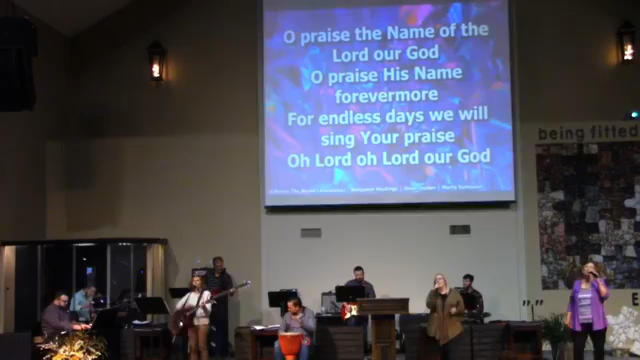 O praise the Name of the
Lord our God
O praise His Name
forevermore
For endless days we will
sing Your praise
Oh Lord oh Lord our God
being fitted